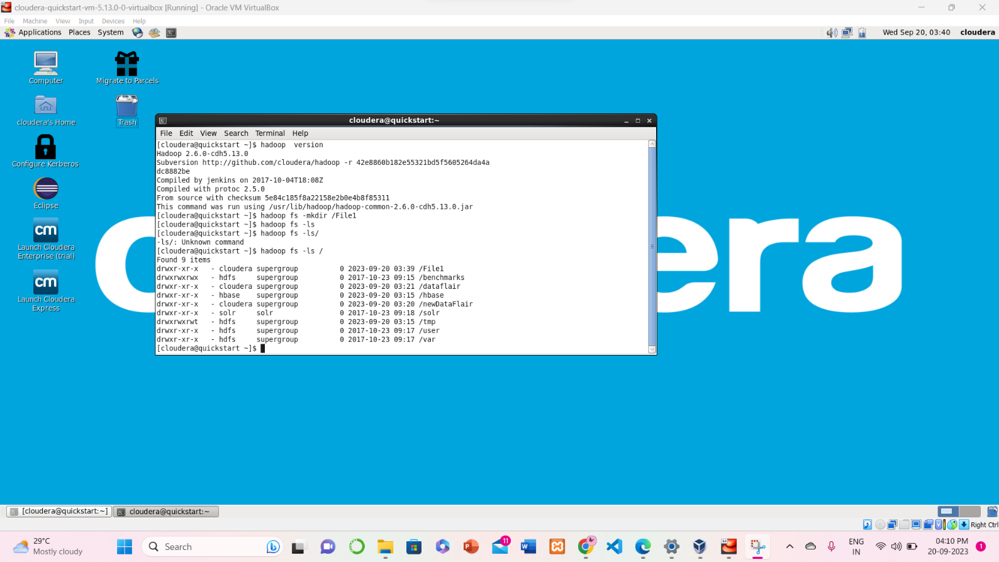 cloudera-quickstart-vm-5.13.0-0-virtualbox [Running] - Oracle VM VirtualBox
File Machine View Input Devices Help
Applications Places System Wed Sep 20, 03:40 cloudera
Computer
Migrate to Parcels
cloudera's Home
Trash
Configure Kerberos
Eclipse
Launch Cloudera
Enterprise (trial)
Launch Cloudera
Express
cm
cm
cloudera@quickstart:~
File Edit View Search Terminal Help
[cloudera@quickstart ~]$ hadoop  version
Hadoop 2.6.0-cdh5.13.0
Subversion http://github.com/cloudera/hadoop -r 42e8860b182e55321bd5f5605264da4a
dc8882be
Compiled by jenkins on 2017-10-04T18:08Z
Compiled with protoc 2.5.0
From source with checksum 5e84c185f8a22158e2b0e4b8f85311
This command was run using /usr/lib/hadoop/hadoop-common-2.6.0-cdh5.13.0.jar
[cloudera@quickstart ~]$ hadoop fs -mkdir /File1
[cloudera@quickstart ~]$ hadoop fs -ls
[cloudera@quickstart ~]$ hadoop fs -ls/
-ls/: Unknown command
[cloudera@quickstart ~]$ hadoop fs -ls /
Found 9 items
drwxr-xr-x   - cloudera supergroup          0 2023-09-20 03:39 /File1
drwxrwxrwx   - hdfs     supergroup          0 2017-10-23 09:15 /benchmarks
drwxr-xr-x   - cloudera supergroup          0 2023-09-20 03:21 /dataflair
drwxr-xr-x   - hbase    supergroup          0 2023-09-20 03:15 /hbase
drwxr-xr-x   - cloudera supergroup          0 2023-09-20 03:20 /newDataFlair
drwxr-xr-x   - solr     solr                0 2017-10-23 09:18 /solr
drwxrwxrwt   - hdfs     supergroup          0 2023-09-20 03:15 /tmp
drwxr-xr-x   - hdfs     supergroup          0 2017-10-23 09:17 /user
drwxr-xr-x   - hdfs     supergroup          0 2017-10-23 09:17 /var
[cloudera@quickstart ~]$
era
[cloudera@quickstart:~] cloudera@quickstart:~
Right Ctrl
29°C
Mostly cloudy
Search
11
ENG
IN
04:10 PM
20-09-2023
1